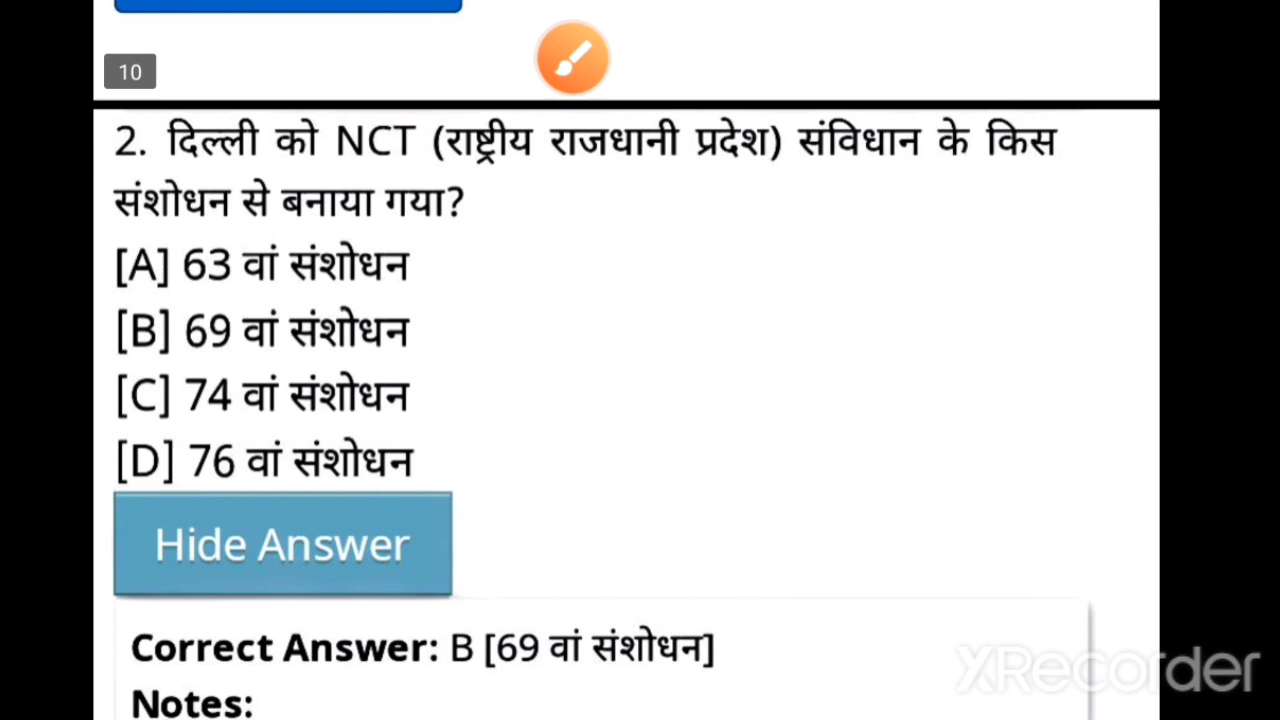 10
2. दिल्ली को NCT (राष्ट्रीय राजधानी प्रदेश) संविधान के किस
संशोधन से बनाया गया?
[A] 63 वां संशोधन
[B] 69 वां संशोधन
[C] 74 वां संशोधन
[D] 76 वां संशोधन
Hide Answer
Correct Answer: B [69 वां संशोधन]
XRecorder
Notes: